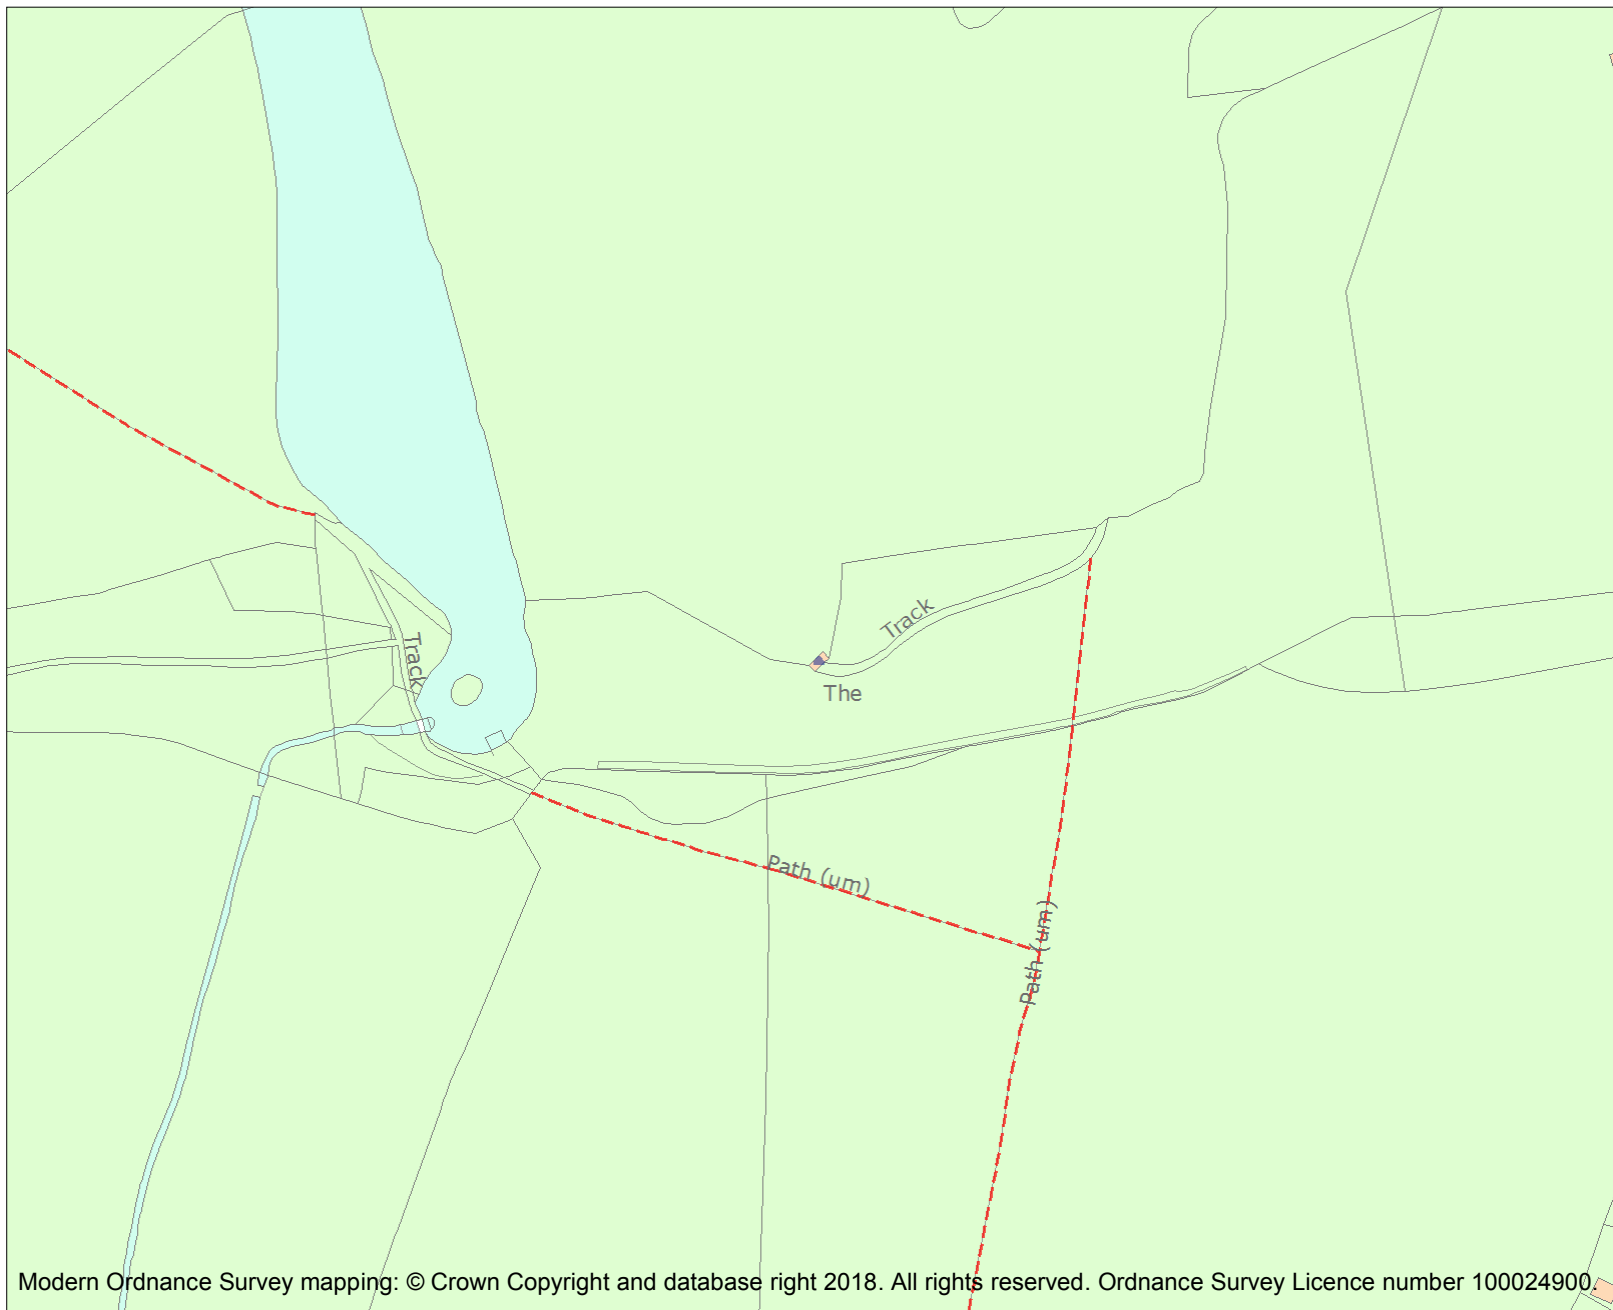 Track
Track
The
Path (um)
Path (um)
Modern Ordnance Survey mapping: © Crown Copyright and database right 2018. All rights reserved. Ordnance Survey Licence number 100024900.